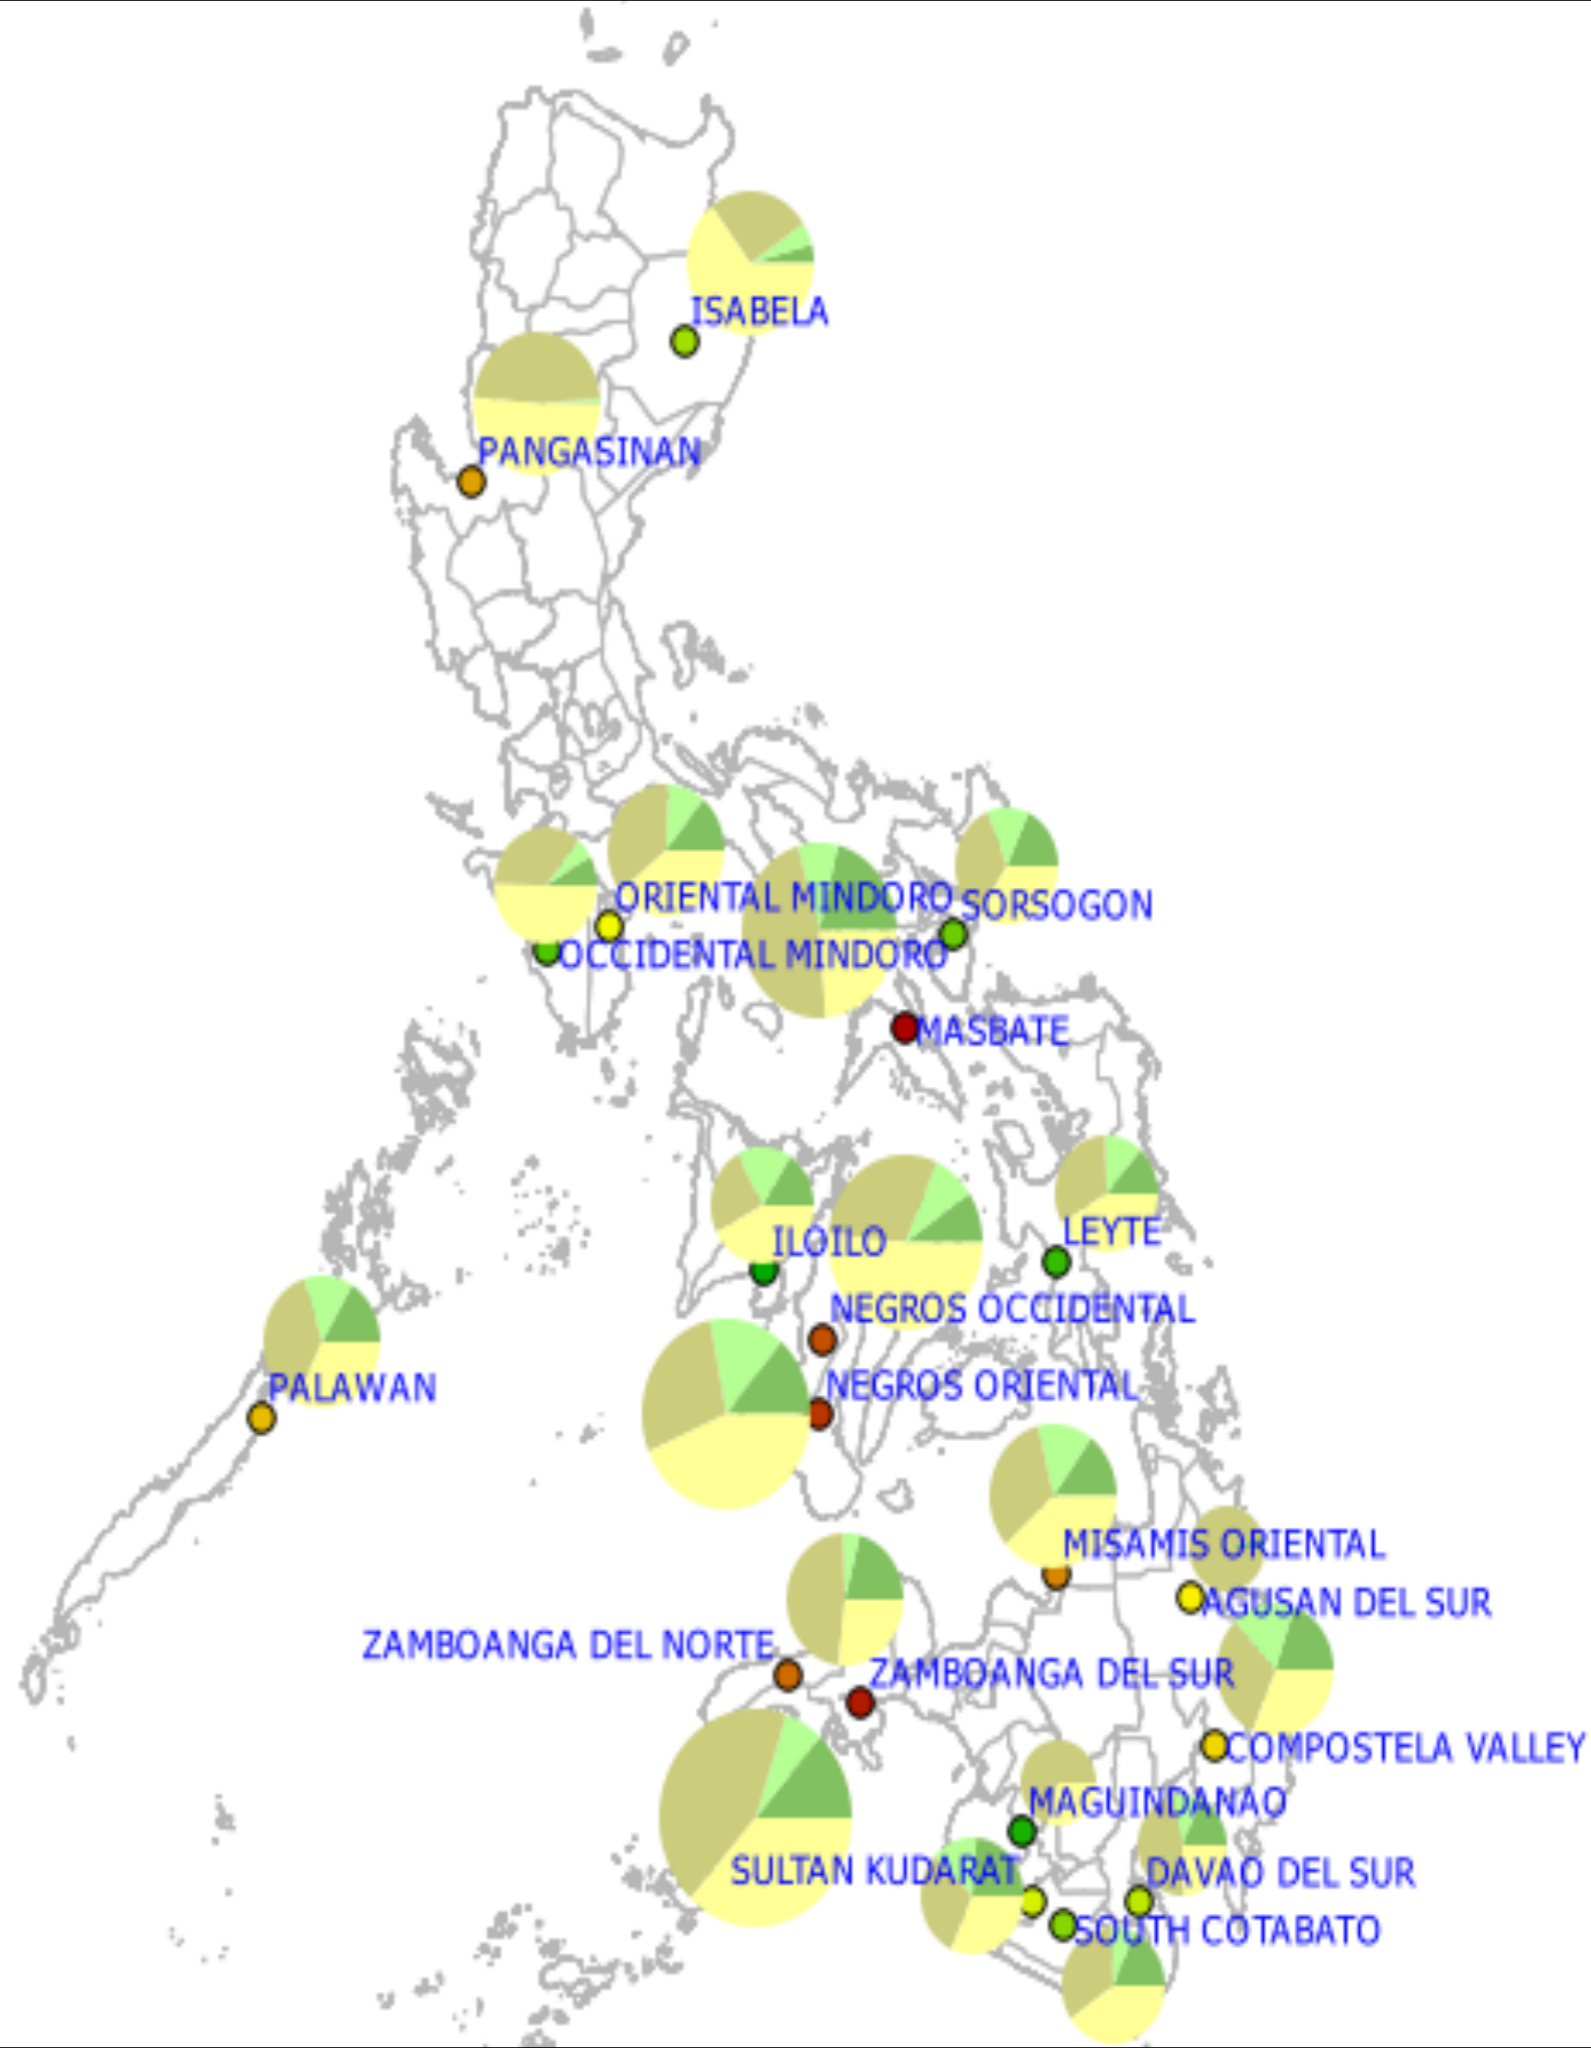 ISABELA
PANGASINAN
ORIENTAL MINDORO
SORSOGON
OCCIDENTAL MINDORO
MASBATE
LEYTE
ILOILO
NEGROS OCCIDENTAL
NEGROS ORIENTAL
PALAWAN
MISAMIS ORIENTAL
AGUSAN DEL SUR
ZAMBOANGA DEL NORTE
ZAMBOANGA DEL SUR
COMPOSTELA VALLEY
MAGUINDANAO
SULTAN KUDARAT
DAVAO DEL SUR
SOUTH COTABATO